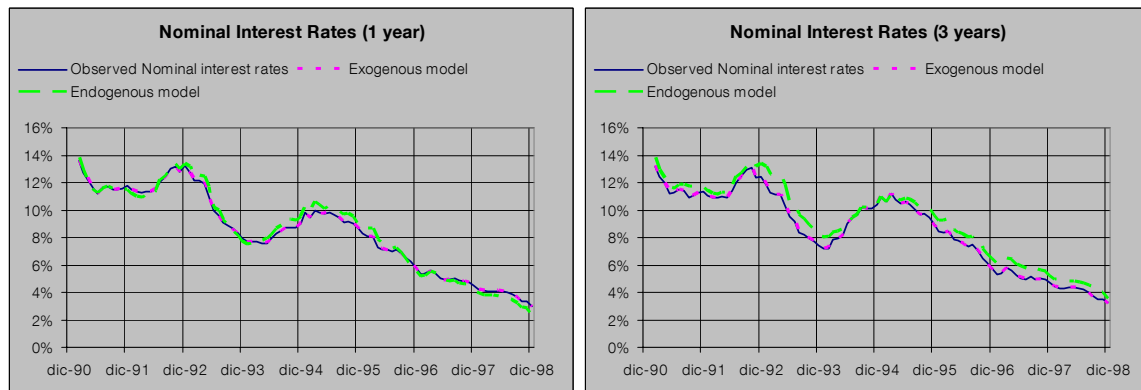 Nominal Interest Rates (1 year)
Observed Nominal interest rates Exogenous model
Endogenous model
16%
14%
12%
10%
8%
6%
4%
2%
0%
dic-90 dic-91 dic-92 dic-93 dic-94 dic-95 dic-96 dic-97 dic-98
Nominal Interest Rates (3 years)
Observed Nominal interest rates Exogenous model
Endogenous model
16%
14%
12%
10%
8%
6%
4%
2%
0%
dic-90 dic-91 dic-92 dic-93 dic-94 dic-95 dic-96 dic-97 dic-98